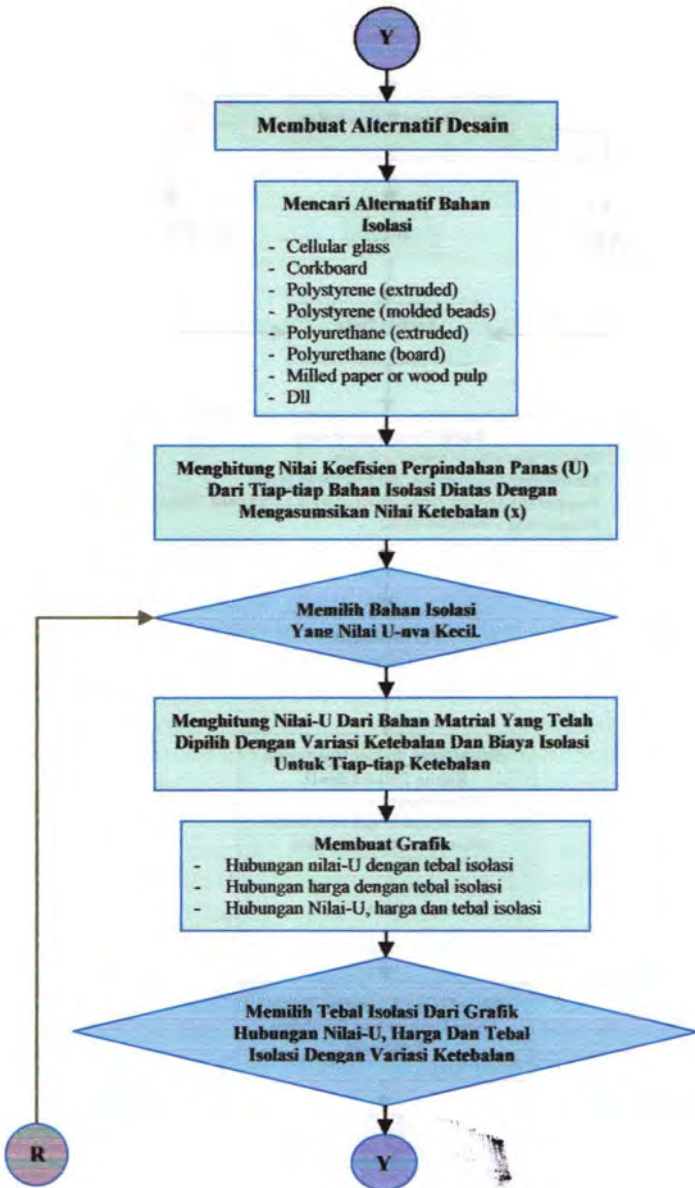 Y
Membuat Alternatif Desain
Mencari Alternatif Bahan
Isolasi
- Cellular glass
- Corkboard
- Polystyrene (extruded)
- Polystyrene (molded beads)
- Polyurethane (extruded)
- Polyurethane (board)
- Milled paper or wood pulp
- Dll
Menghitung Nilai Koefisien Perpindahan Panas (U)
Dari Tiap-tiap Bahan Isolasi Diatas Dengan
Mengasumsikan Nilai Ketebalan (x)
Memilih Bahan Isolasi
Yang Nilai U-nya Kecil.
Menghitung Nilai-U Dari Bahan Matrial Yang Telah
Dipilih Dengan Variasi Ketebalan Dan Biaya Isolasi
Untuk Tiap-tiap Ketebalan
Membuat Grafik
- Hubungan nilai-U dengan tebal isolasi
- Hubungan harga dengan tebal isolasi
- Hubungan Nilai-U, harga dan tebal isolasi
Memilih Tebal Isolasi Dari Grafik
Hubungan Nilai-U, Harga Dan Tebal
Isolasi Dengan Variasi Ketebalan
R
Y